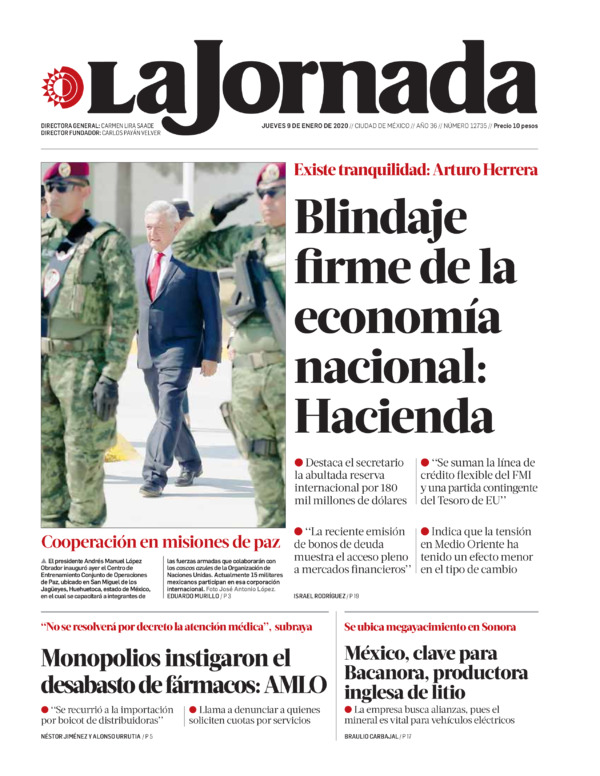 La Jornada
DIRECTORA GENERAL: CARMEN LIRA SAADE
DIRECTOR FUNDADOR: CARLOS PAYÁN VELVER
JUEVES 9 DE ENERO DE 2020 // CIUDAD DE MÉXICO // AÑO 36 // NÚMERO 12735 // Precio 10 pesos
Existe tranquilidad: Arturo Herrera
Blindaje
firme de la
economía
nacional:
Hacienda
● Destaca el secretario
la abultada reserva
internacional por 180
mil millones de dólares
● “Se suman la línea de
crédito flexible del FMI
y una partida contingente
del Tesoro de EU”
● “La reciente emisión
de bonos de deuda
muestra el acceso pleno
a mercados financieros”
● Indica que la tensión
en Medio Oriente ha
tenido un efecto menor
en el tipo de cambio
ISRAEL RODRÍGUEZ / P 19
Cooperación en misiones de paz
▲ El presidente Andrés Manuel López
Obrador inauguró ayer el Centro de
Entrenamiento Conjunto de Operaciones
de Paz, ubicado en San Miguel de los
Jagüeyes, Huehuetoca, estado de México,
en el cual se capacitará a integrantes de
las fuerzas armadas que colaborarán con
los cascos azules de la Organización de
Naciones Unidas. Actualmente 15 militares
mexicanos participan en esa corporación
internacional. Foto José Antonio López.
EDUARDO MURILLO / P 3
“No se resolverá por decreto la atención médica”, subraya
Monopolios instigaron el
desabasto de fármacos: AMLO
● “Se recurrió a la importación
por boicot de distribuidoras”
● Llama a denunciar a quienes
soliciten cuotas por servicios
NÉSTOR JIMÉNEZ Y ALONSO URRUTIA / P 5
Se ubica megayacimiento en Sonora
México, clave para
Bacanora, productora
inglesa de litio
● La empresa busca alianzas, pues el
mineral es vital para vehículos eléctricos
BRAULIO CARBAJAL / P 17